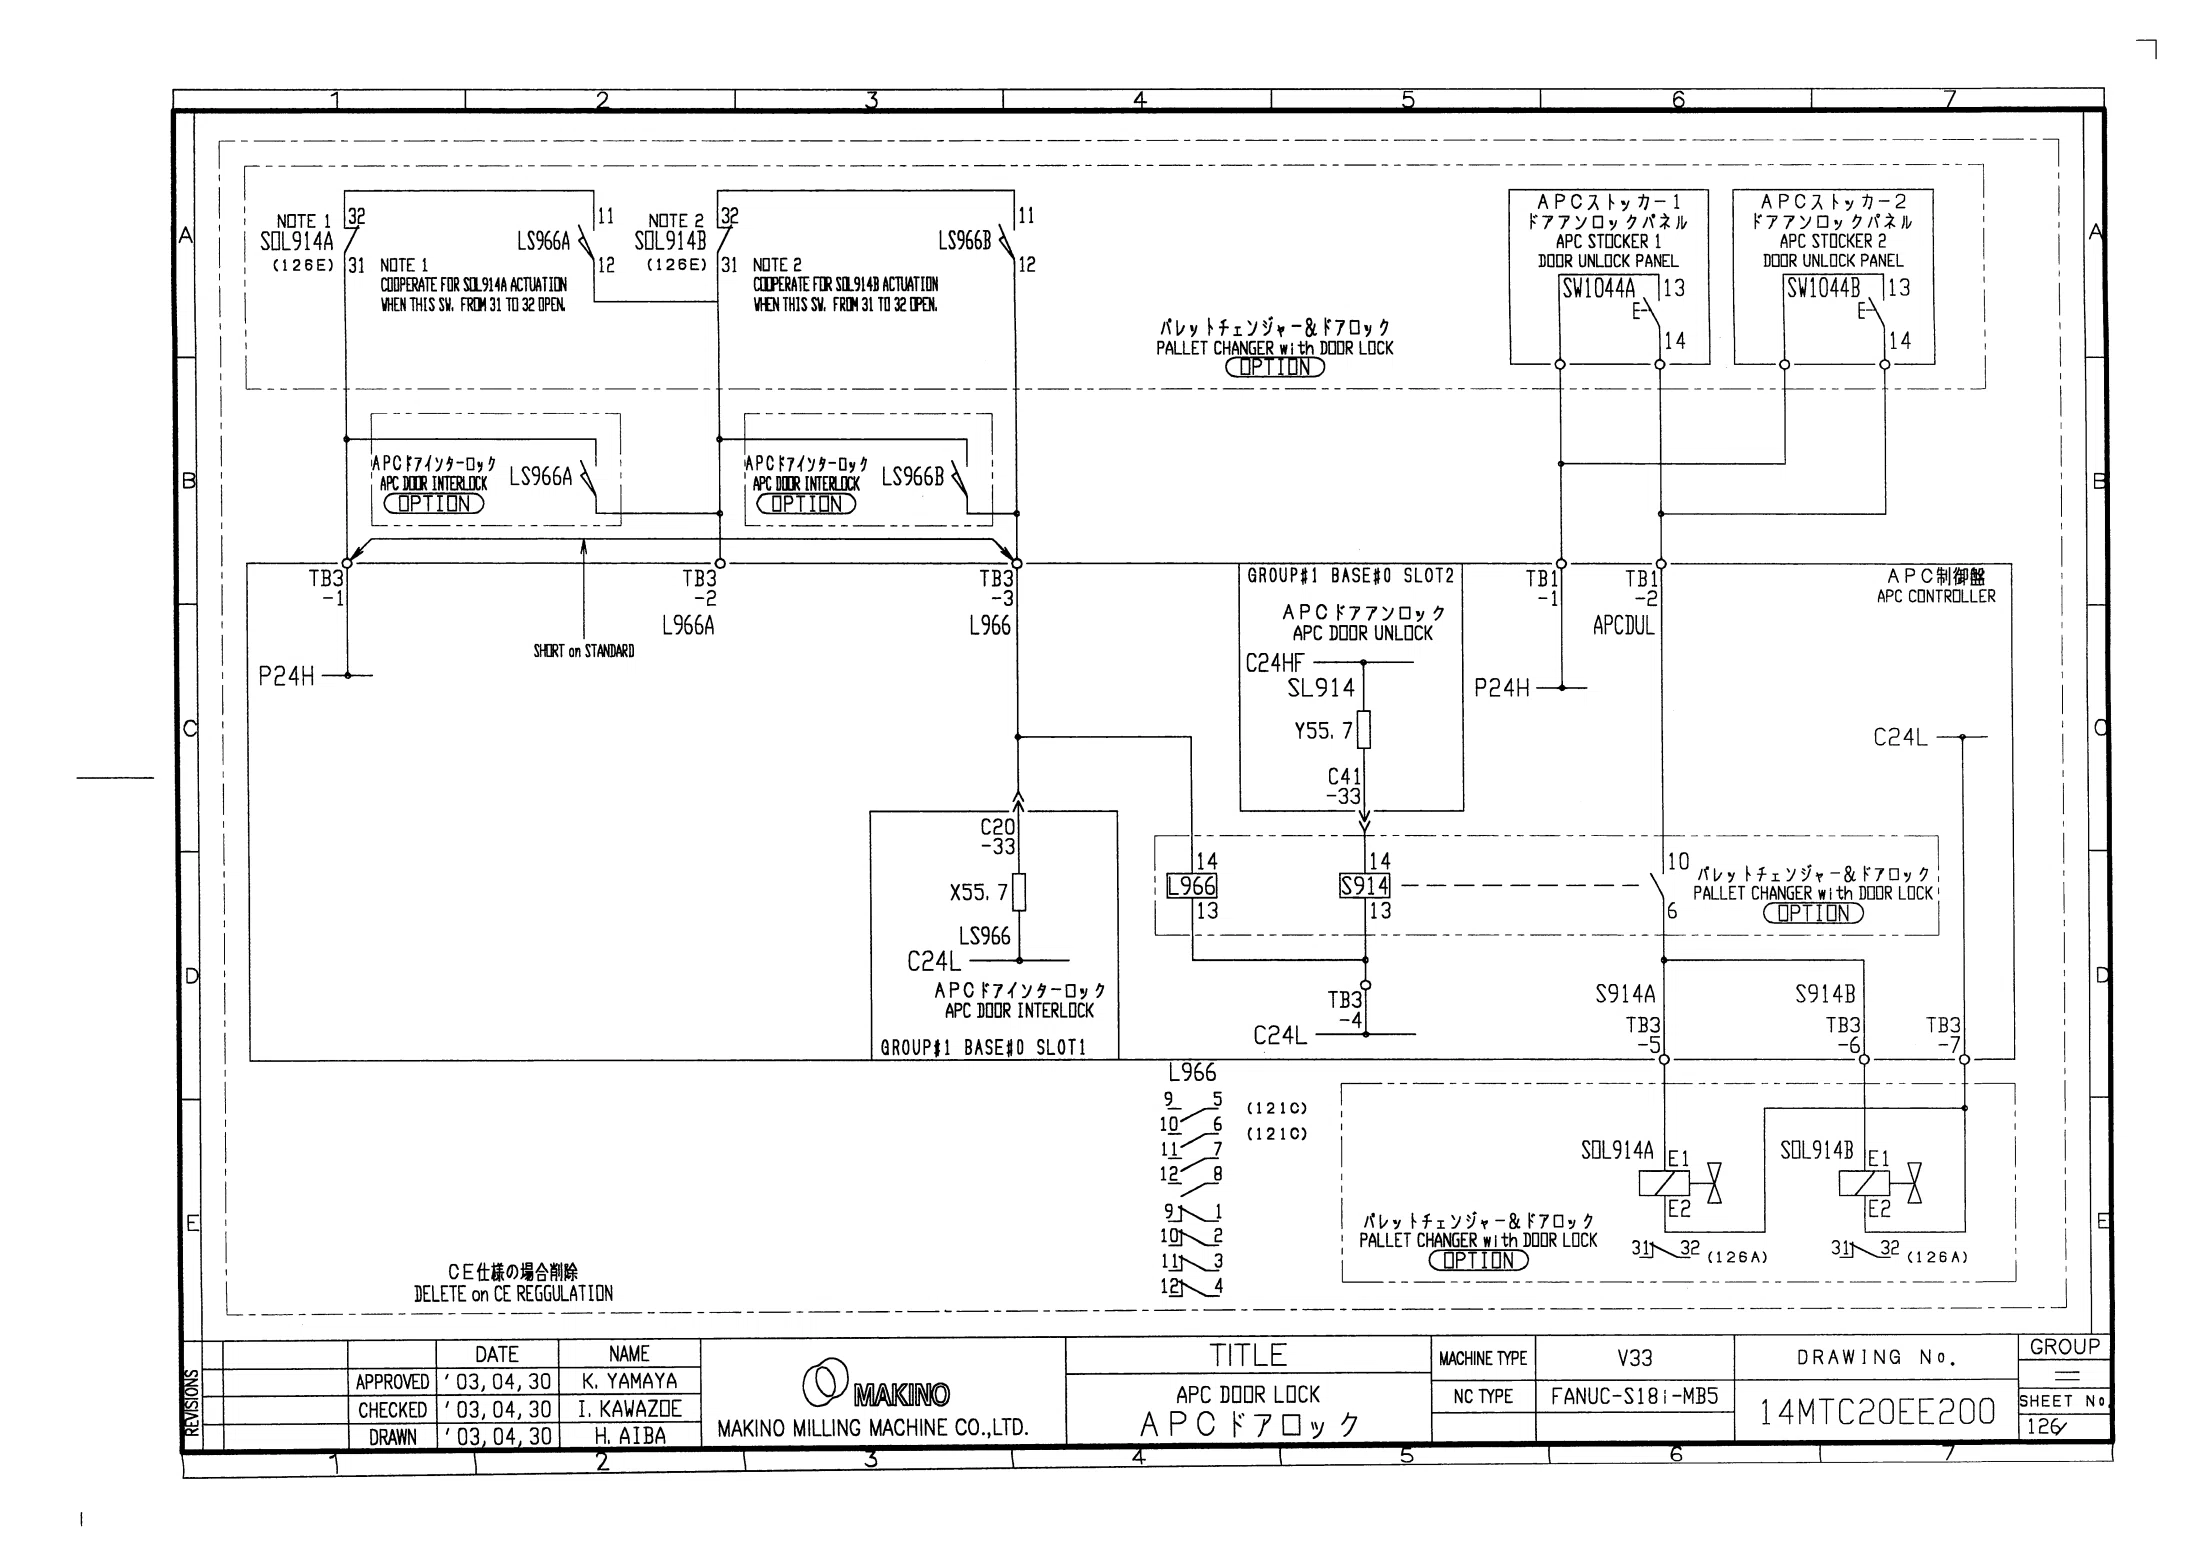 1 2 3 4 5 6 7
A
B
C
D
E
A
B
C
D
E
NOTE 1
SOL914A
(126E)
32
31
NOTE 1
COOPERATE FOR SOL914A ACTUATION
WHEN THIS SW. FROM 31 TO 32 OPEN.
LS966A
11
12
NOTE 2
SOL914B
(126E)
32
31
NOTE 2
COOPERATE FOR SOL914B ACTUATION
WHEN THIS SW. FROM 31 TO 32 OPEN.
LS966B
11
12
パレットチェンジャー&ドアロック
PALLET CHANGER with DOOR LOCK
OPTION
APCストッカー1
ドアアンロックパネル
APC STOCKER 1
DOOR UNLOCK PANEL
SW1044A
13
E-
14
APCストッカー2
ドアアンロックパネル
APC STOCKER 2
DOOR UNLOCK PANEL
SW1044B
13
E-
14
APCドアインターロック
APC DOOR INTERLOCK
OPTION
LS966A
APCドアインターロック
APC DOOR INTERLOCK
OPTION
LS966B
TB3
-1
TB3
-2
L966A
TB3
-3
L966
SHORT on STANDARD
P24H
GROUP#1 BASE#0 SLOT2
APCドアアンロック
APC DOOR UNLOCK
C24HF
SL914
Y55.7
C41
-33
TB1
-1
TB1
-2
APCDUL
P24H
APC制御盤
APC CONTROLLER
C24L
C20
-33
X55.7
LS966
C24L
APCドアインターロック
APC DOOR INTERLOCK
GROUP#1 BASE#0 SLOT1
14
L966
13
14
S914
13
10
6
パレットチェンジャー&ドアロック
PALLET CHANGER with DOOR LOCK
OPTION
TB3
-4
C24L
S914A
TB3
-5
S914B
TB3
-6
TB3
-7
L966
9 5 (121C)
10 6 (121C)
11 7
12 8
9 1
10 2
11 3
12 4
SOL914A
E1
E2
SOL914B
E1
E2
パレットチェンジャー&ドアロック
PALLET CHANGER with DOOR LOCK
OPTION
31 32 (126A)
31 32 (126A)
CE仕様の場合削除
DELETE on CE REGGULATION
REVISIONS
DATE NAME
APPROVED '03,04,30 K. YAMAYA
CHECKED '03,04,30 I. KAWAZOE
DRAWN '03,04,30 H. AIBA
MAKINO
MAKINO MILLING MACHINE CO.,LTD.
TITLE
APC DOOR LOCK
APCドアロック
MACHINE TYPE V33
NC TYPE FANUC-S18i-MB5
DRAWING No.
14MTC20EE200
GROUP
二
SHEET No.
126/
1 2 3 4 5 6 7